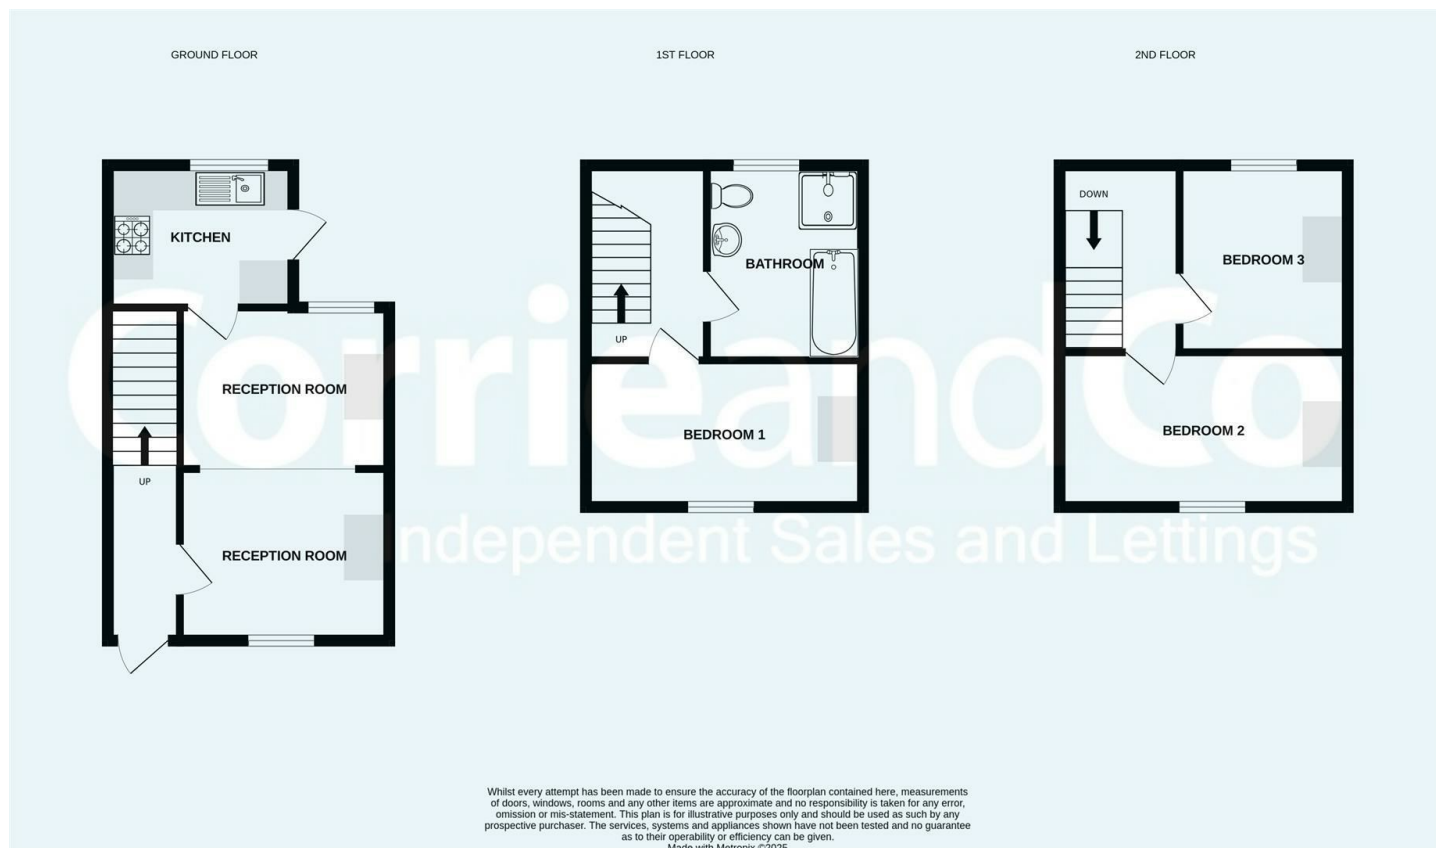 GROUND FLOOR
1ST FLOOR
2ND FLOOR
KITCHEN
RECEPTION ROOM
UP
RECEPTION ROOM
BATHROOM
UP
BEDROOM 1
DOWN
BEDROOM 3
BEDROOM 2
CorrieandCo
Independent Sales and Lettings
Whilst every attempt has been made to ensure the accuracy of the floorplan contained here, measurements
of doors, windows, rooms and any other items are approximate and no responsibility is taken for any error,
omission or mis-statement. This plan is for illustrative purposes only and should be used as such by any
prospective purchaser. The services, systems and appliances shown have not been tested and no guarantee
as to their operability or efficiency can be given.
Made with Metropix ©2025